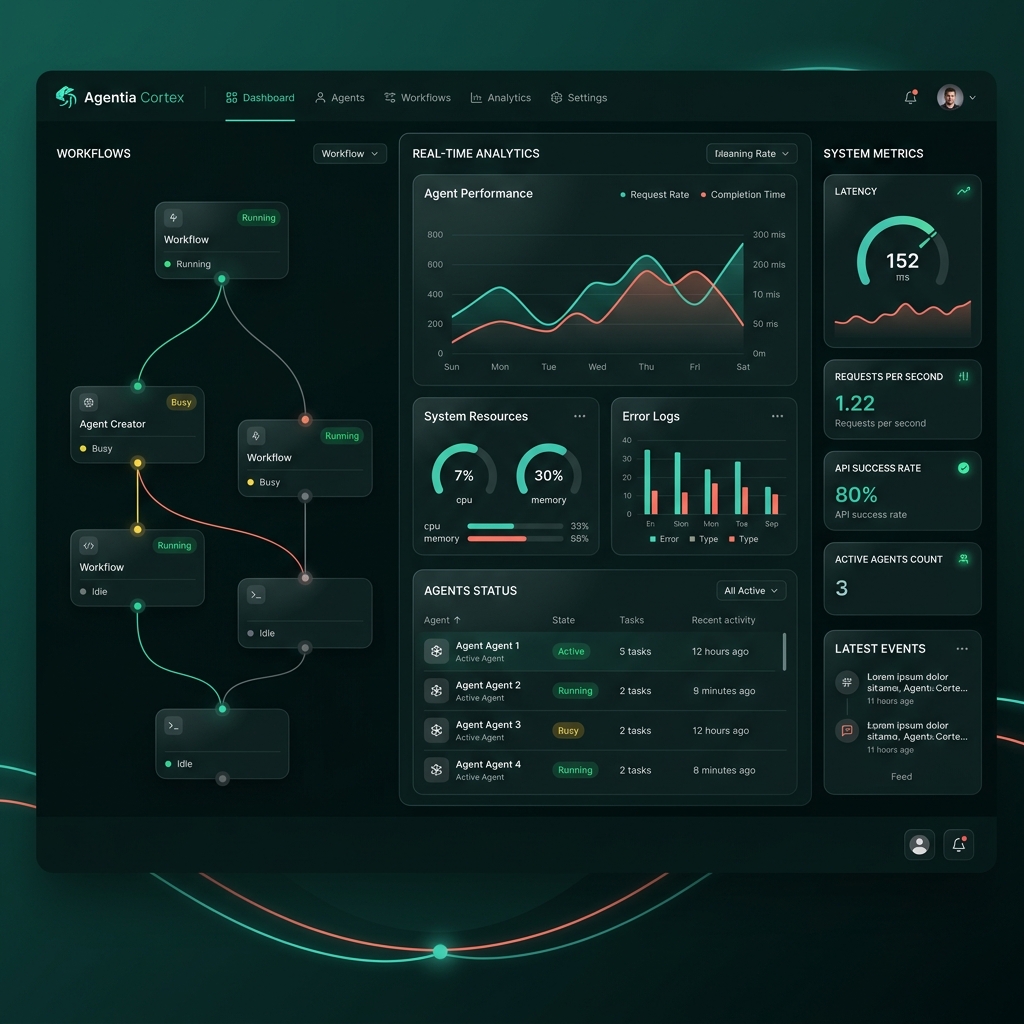 Agentia Cortex
Dashboard
Agents
Workflows
Analytics
Settings
WORKFLOWS
Workflow
Running
Workflow
Running
Busy
Agent Creator
Busy
Running
Workflow
Busy
Running
Workflow
Idle
Idle
Idle
REAL-TIME ANALYTICS
Rate
Agent Performance
Request Rate
Completion Time
800
600
400
200
0
300 mis
200 mis
10 mis
50 mis
0m
Sun Mon Tue Wed Thu Fri Sat
System Resources
7%
cpu
30%
memory
cpu 33%
memory 58%
Error Logs
40
30
20
10
0
En Mon Sep
Error Type Type
AGENTS STATUS
All Active
Agent ↑ State Tasks Recent activity
Agent Agent 1
Active Agent
Active
5 tasks
12 hours ago
Agent Agent 2
Active Agent
Running
2 tasks
9 minutes ago
Agent Agent 3
Active Agent
Busy
2 tasks
12 hours ago
Agent Agent 4
Active Agent
Running
2 tasks
8 minutes ago
SYSTEM METRICS
LATENCY
152
ms
REQUESTS PER SECOND
1.22
Requests per second
API SUCCESS RATE
80%
API success rate
ACTIVE AGENTS COUNT
3
LATEST EVENTS
Lorem ipsum dolor
sitame, Corte...
11 hours ago
ipsum dolor
sitamo, Corte...
11 hoors age
Feed